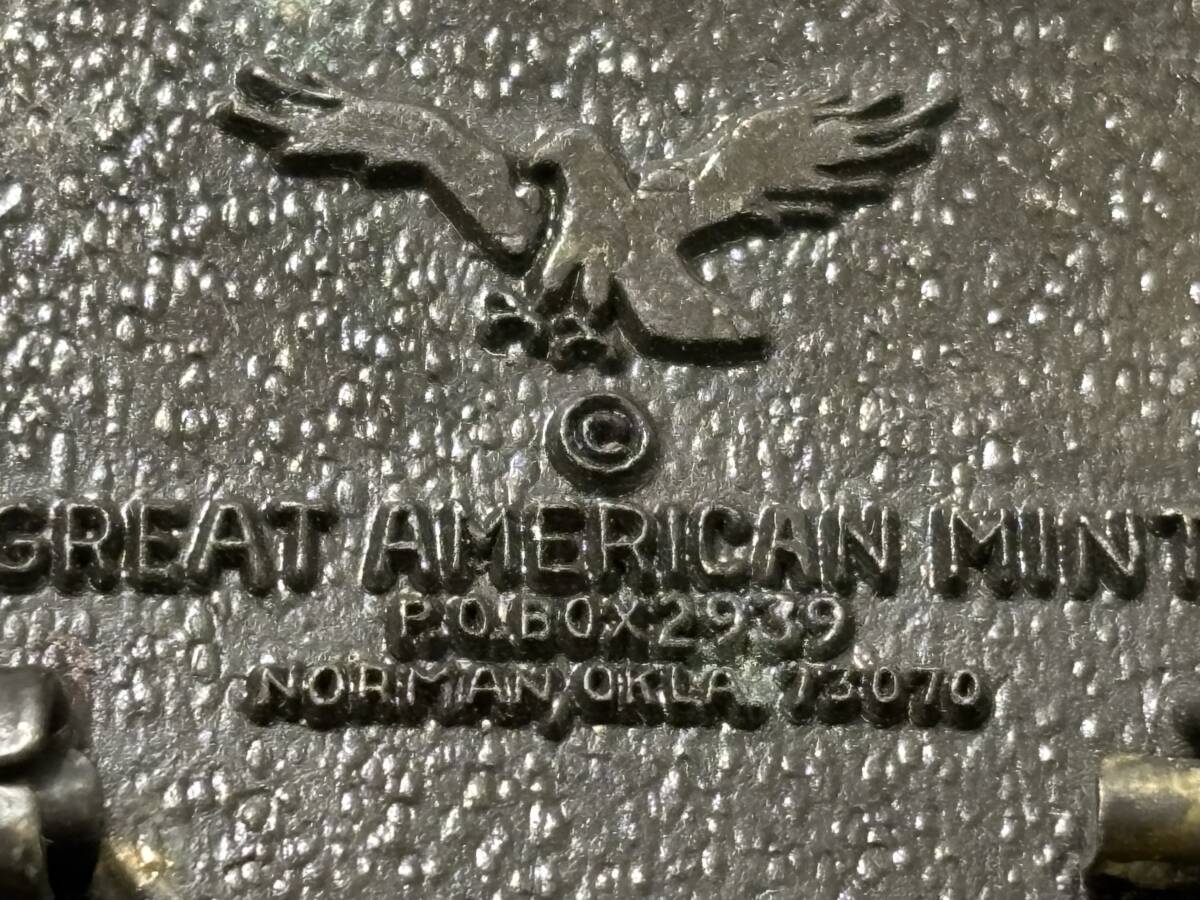 ©
GREAT AMERICAN MINT
P.O.BOX 2939
NORMAN, OKLA 73070